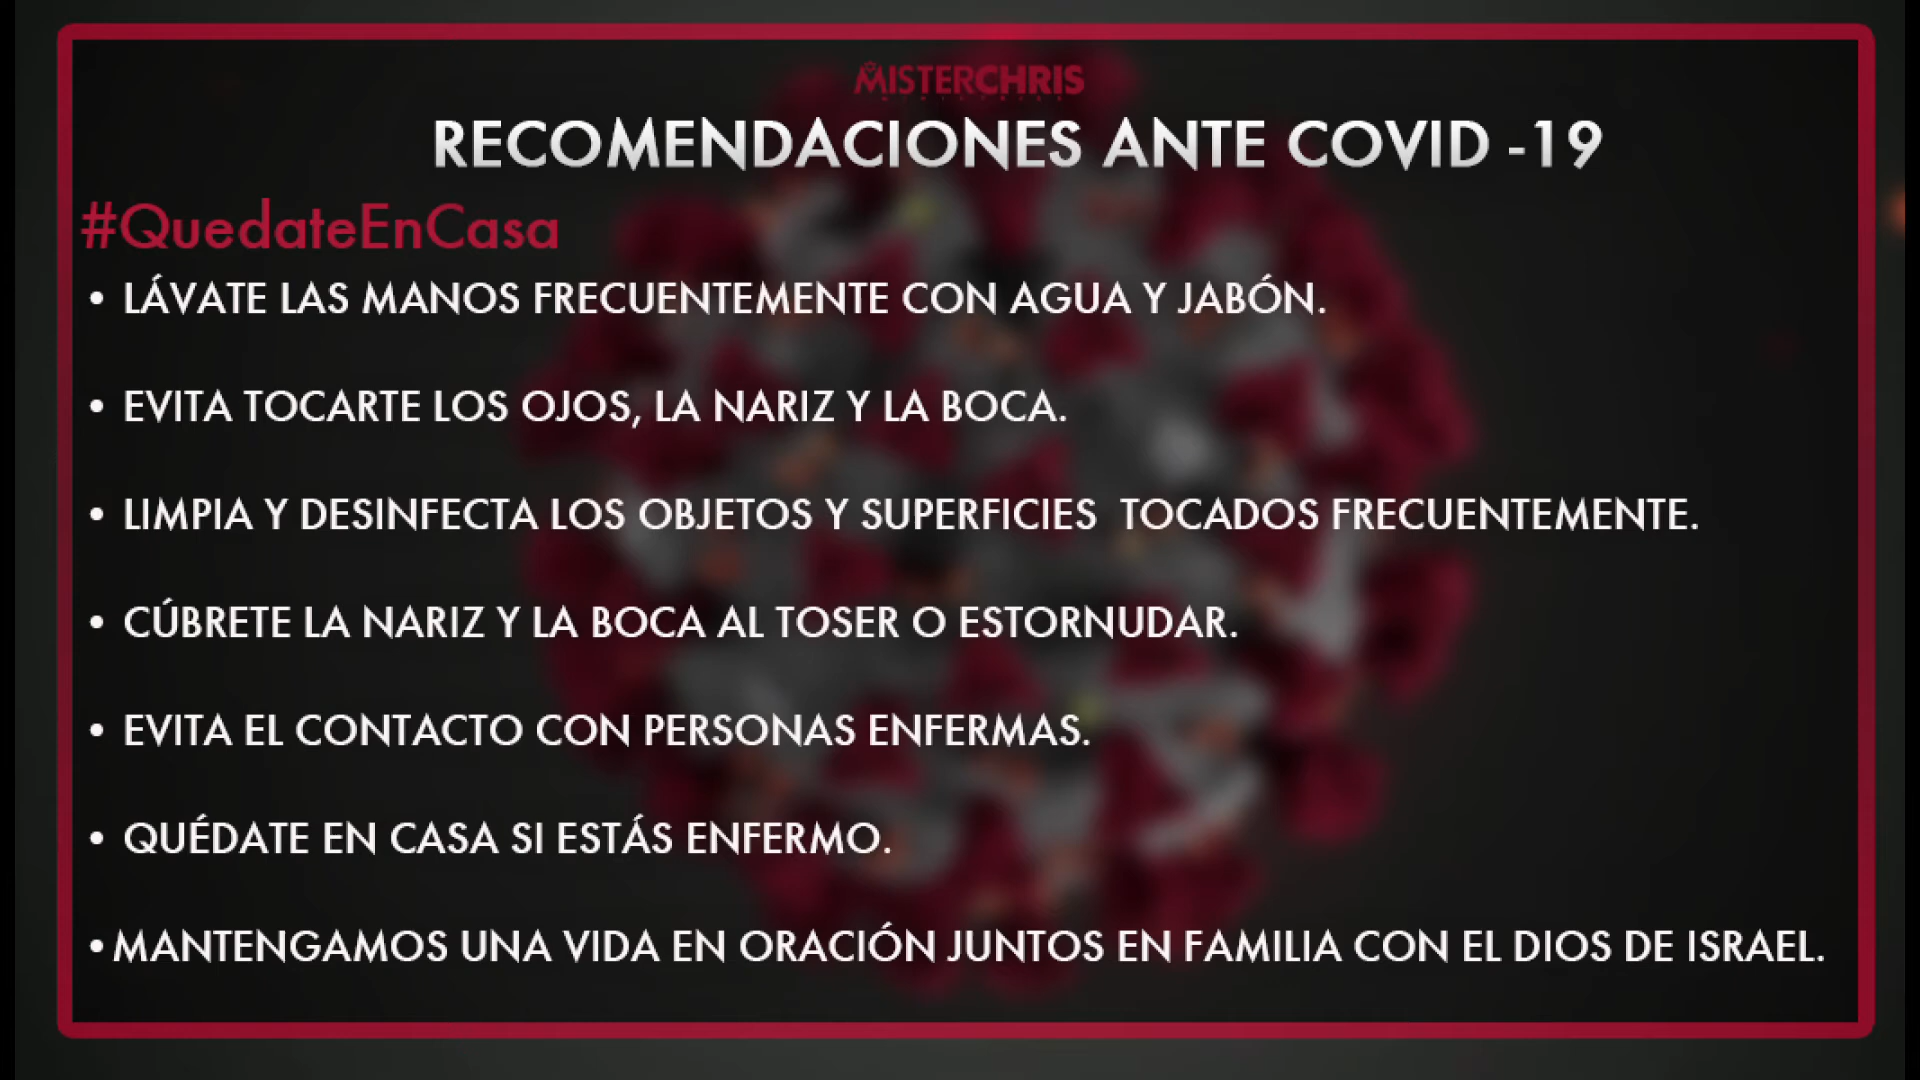 MISTERCHRIS
RECOMENDACIONES ANTE COVID -19
#QuedateEnCasa
• LÁVATE LAS MANOS FRECUENTEMENTE CON AGUA Y JABÓN.
• EVITA TOCARTE LOS OJOS, LA NARIZ Y LA BOCA.
• LIMPIA Y DESINFECTA LOS OBJETOS Y SUPERFICIES  TOCADOS FRECUENTEMENTE.
• CÚBRETE LA NARIZ Y LA BOCA AL TOSER O ESTORNUDAR.
• EVITA EL CONTACTO CON PERSONAS ENFERMAS.
• QUÉDATE EN CASA SI ESTÁS ENFERMO.
•MANTENGAMOS UNA VIDA EN ORACIÓN JUNTOS EN FAMILIA CON EL DIOS DE ISRAEL.